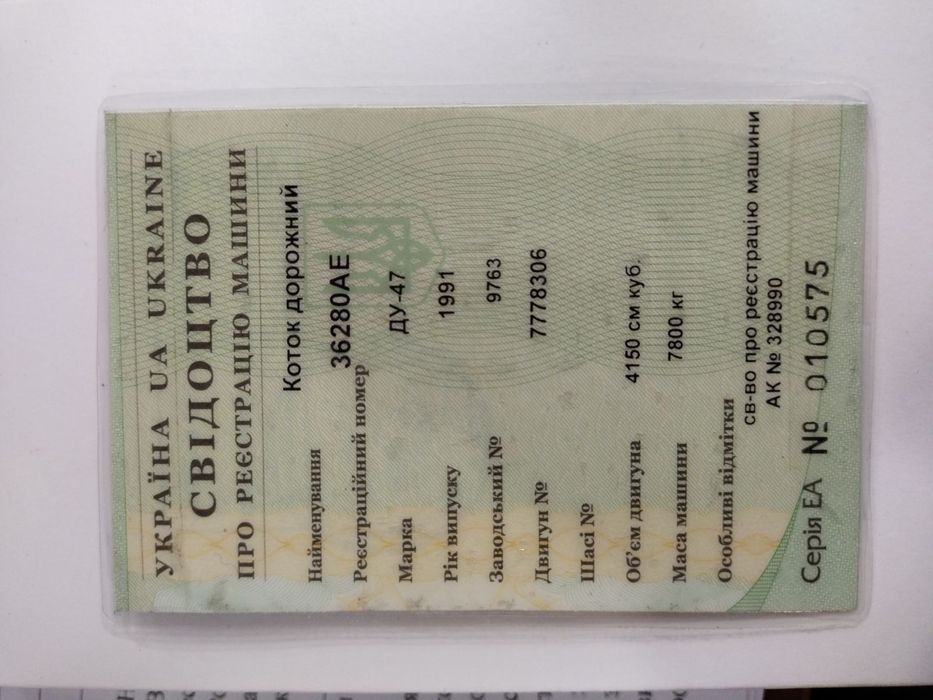 УКРАЇНА UA UKRAINE
СВІДОЦТВО
ПРО РЕЄСТРАЦІЮ МАШИНИ
Найменування Коток дорожний
Реєстраційний номер 36280АЕ
Марка ДУ-47
Рік випуску 1991
Заводський № 9763
Двигун № 7778306
Шасі №
Об'єм двигуна 4150 см куб.
Маса машини 7800 кг
Особливі відмітки
св-во про реєстрацію машини
АК № 328990
Серія ЕА № 010575